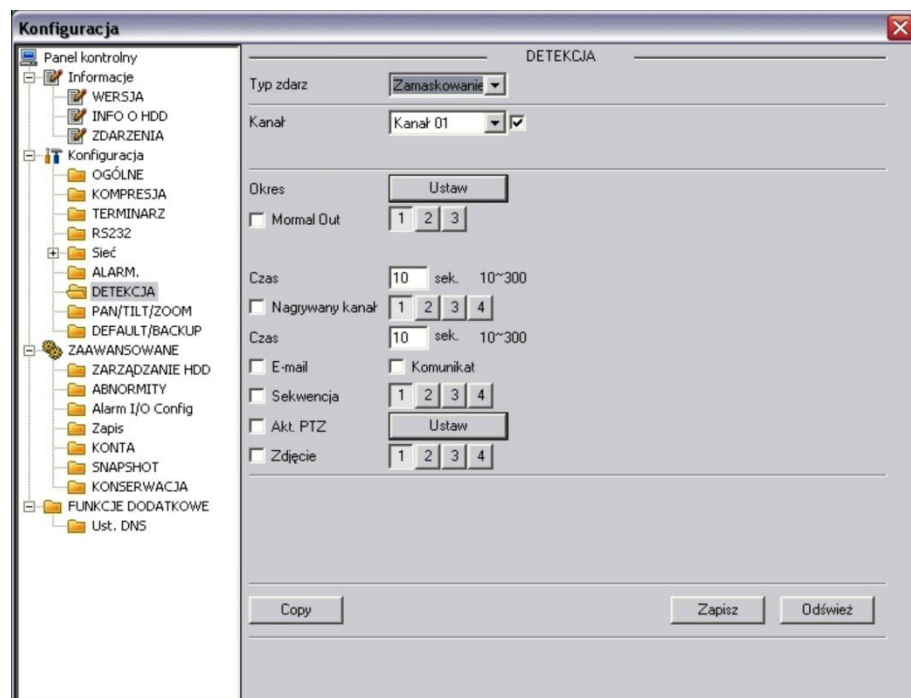 Konfiguracja
Panel kontrolny
Informacje
WERSJA
INFO O HDD
ZDARZENIA
Konfiguracja
OGÓLNE
KOMPRESJA
TERMINARZ
RS232
Sieć
ALARM.
DETEKCJA
PAN/TILT/ZOOM
DEFAULT/BACKUP
ZAAWANSOWANE
ZARZĄDZANIE HDD
ABNORMITY
Alarm I/O Config
Zapis
KONTA
SNAPSHOT
KONSERWACJA
FUNKCJE DODATKOWE
Ust. DNS
DETEKCJA
Typ zdarz Zamaskowanie
Kanał Kanał 01
Okres Ustaw
Mormal Out 1 2 3
Czas 10 sek. 10~300
Nagrywany kanał 1 2 3 4
Czas 10 sek. 10~300
E-mail Komunikat
Sekwencja 1 2 3 4
Akt. PTZ Ustaw
Zdjęcie 1 2 3 4
Copy Zapisz Odśwież